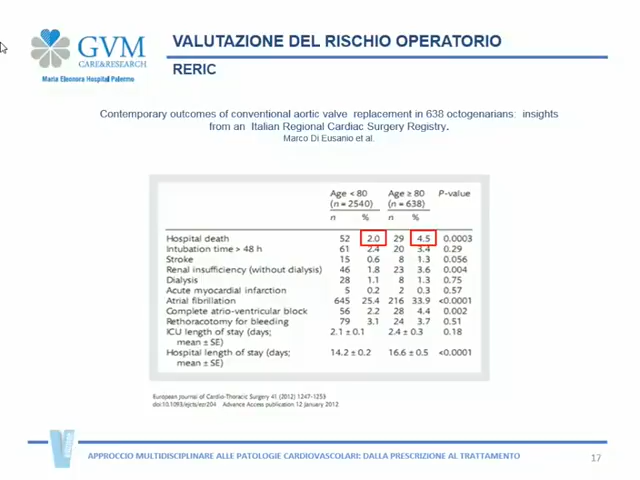 GVM
CARE&RESEARCH
Maria Eleonora Hospital Palermo
VALUTAZIONE DEL RISCHIO OPERATORIO
RERIC
Contemporary outcomes of conventional aortic valve replacement in 638 octogenarians: insights
from an Italian Regional Cardiac Surgery Registry.
Marco Di Eusanio et al.
Age < 80 Age ≥ 80 P-value
(n = 2540) (n = 638)
n % n %
Hospital death 52 2.0 29 4.5 0.0003
Intubation time > 48 h 61 2.4 20 3.4 0.29
Stroke 15 0.6 8 1.3 0.056
Renal insufficiency (without dialysis) 46 1.8 23 3.6 0.004
Dialysis 28 1.1 8 1.3 0.75
Acute myocardial infarction 5 0.2 2 0.3 0.57
Atrial fibrillation 645 25.4 216 33.9 <0.0001
Complete atrio-ventricular block 56 2.2 28 4.4 0.002
Rethoracotomy for bleeding 79 3.1 24 3.7 0.51
ICU length of stay (days; 2.1 ± 0.1 2.4 ± 0.3 0.18
mean ± SE)
Hospital length of stay (days; 14.2 ± 0.2 16.6 ± 0.5 <0.0001
mean ± SE)
European Journal of Cardio-Thoracic Surgery 41 (2012) 1247–1253
doi:10.1093/ejcts/ezr204 Advance Access publication 12 January 2012
APPROCCIO MULTIDISCIPLINARE ALLE PATOLOGIE CARDIOVASCOLARI: DALLA PRESCRIZIONE AL TRATTAMENTO
17